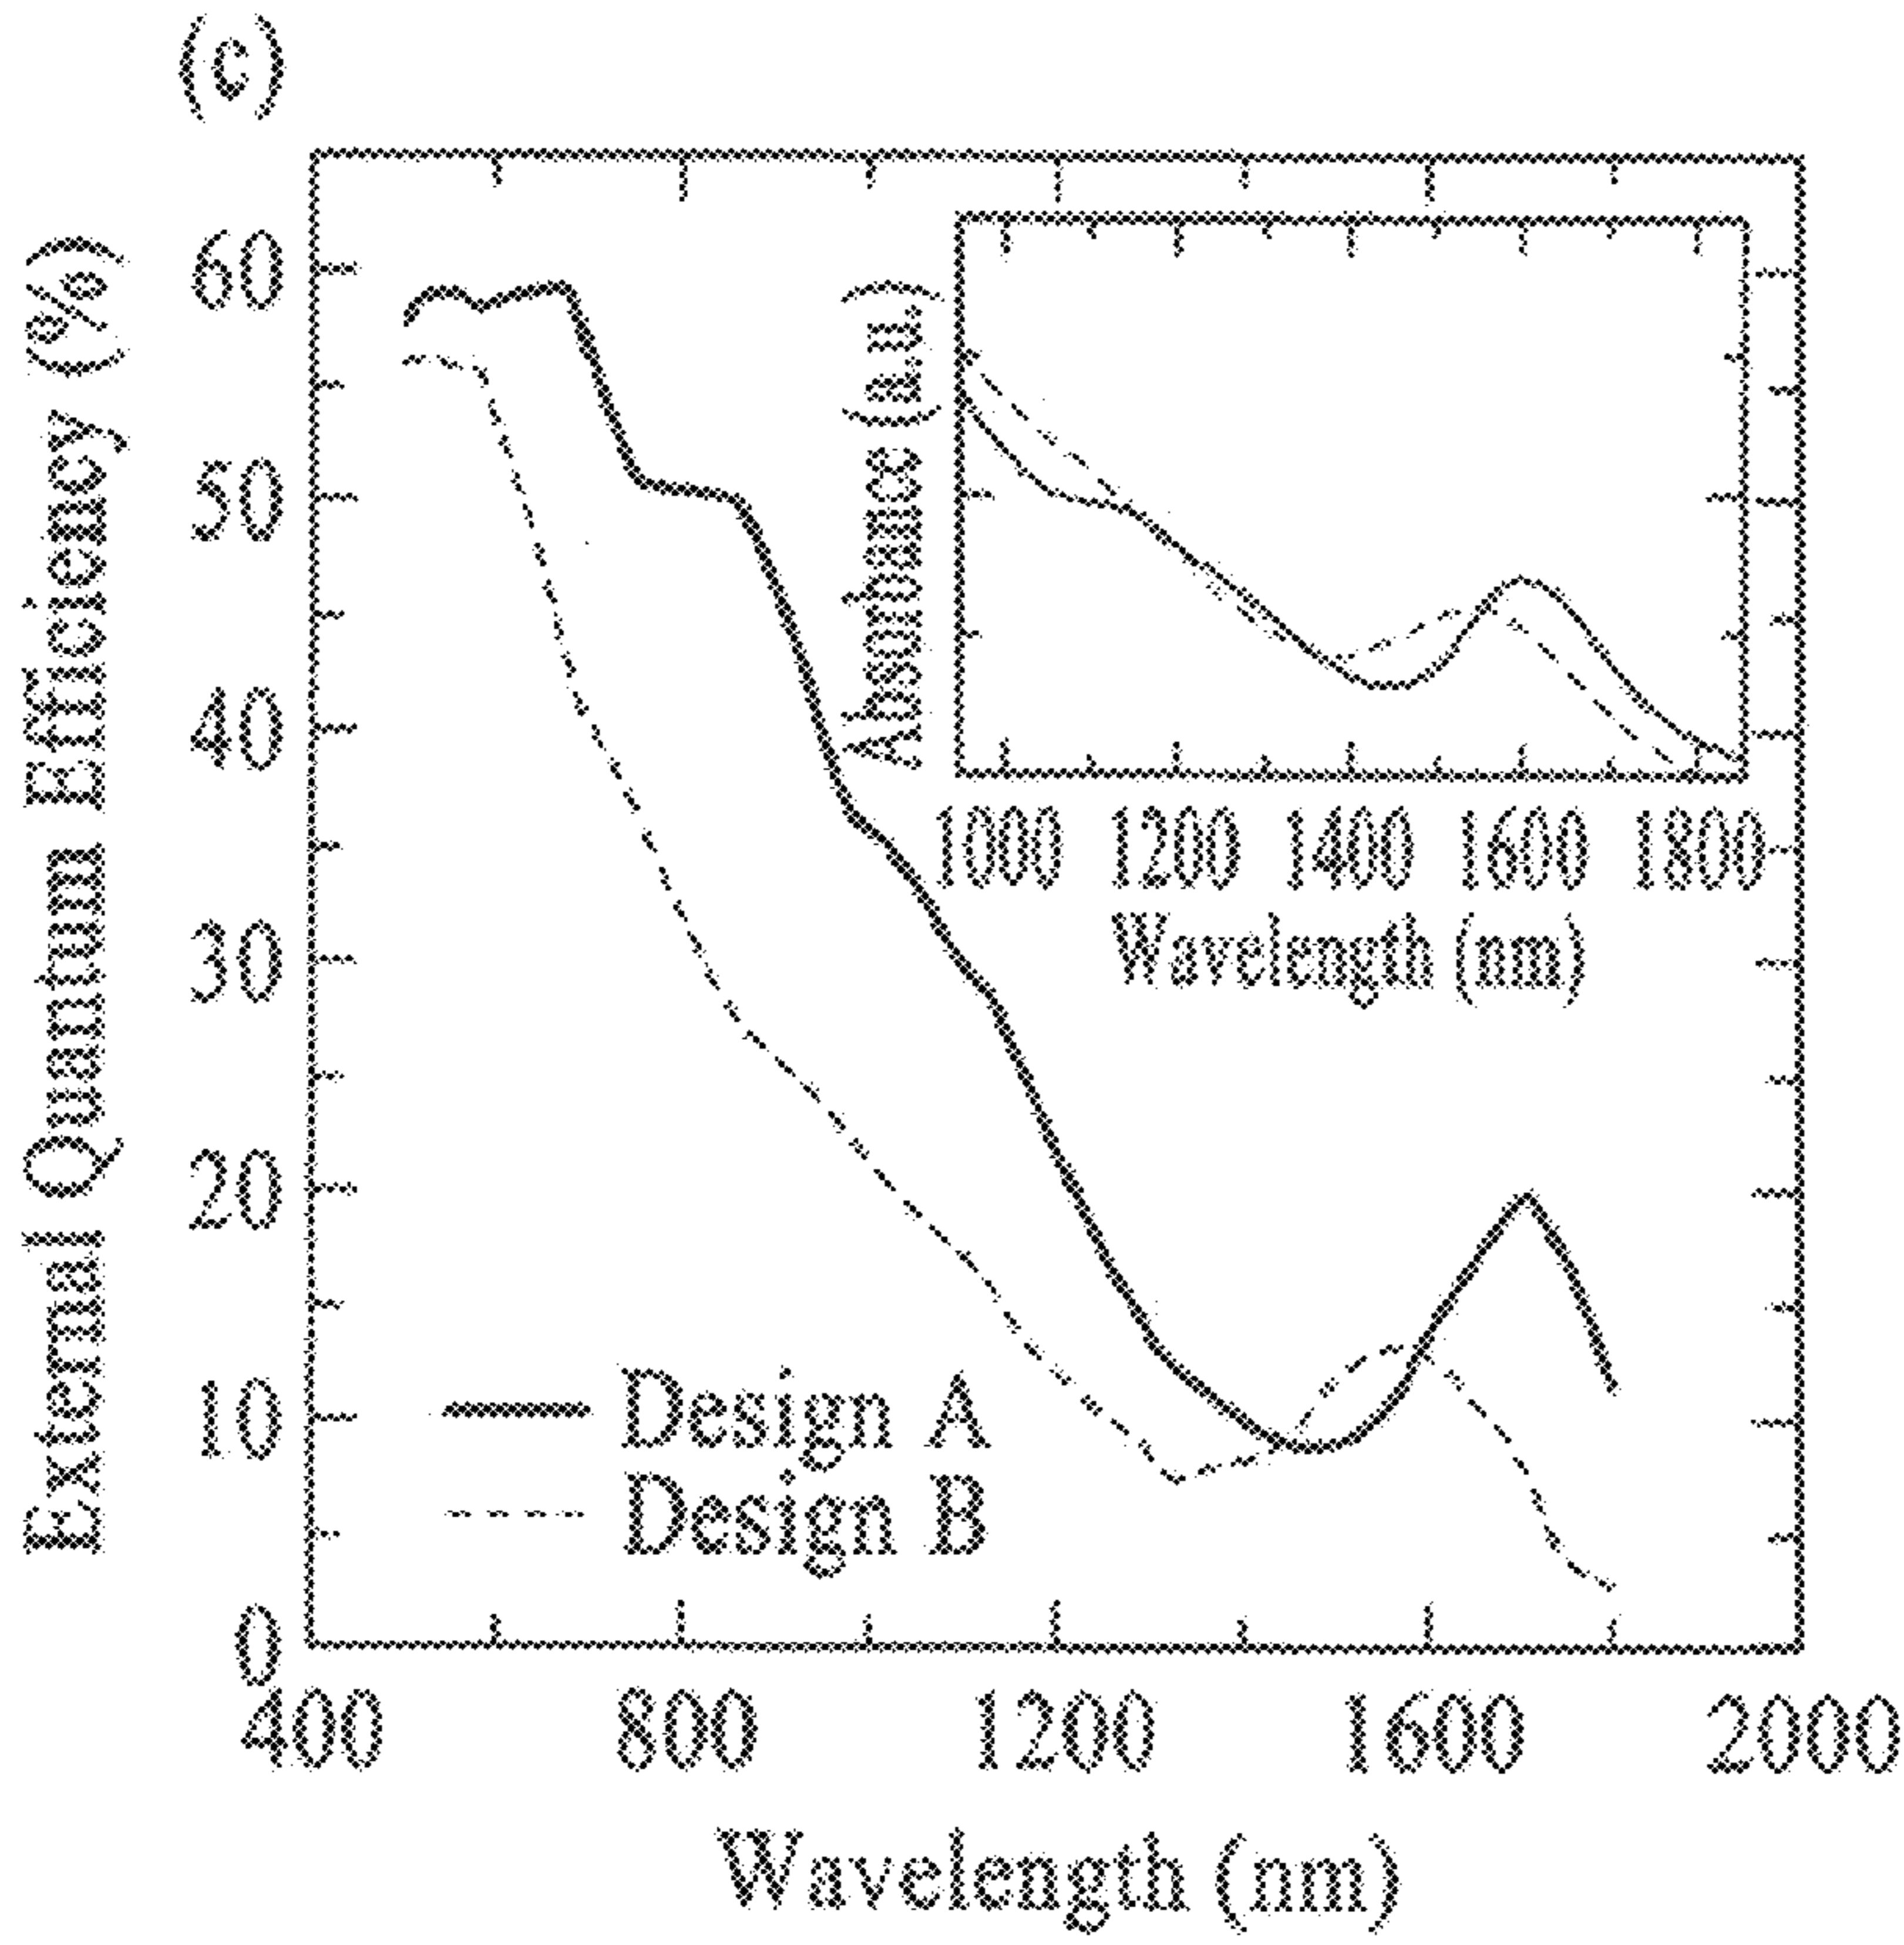 (c)
External Quantum Efficiency (%)
60
50
40
30
20
10
0
400 800 1200 1600 2000
Wavelength (nm)
Design A
Design B
Absorbance (a.u.)
1000 1200 1400 1600 1800
Wavelength (nm)